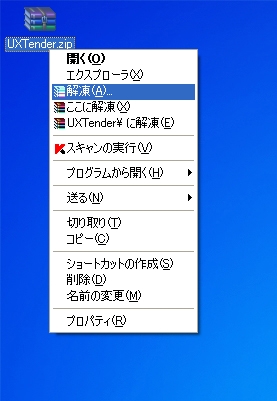 UXTender.zip
開く(O)
エクスプローラ(X)
解凍(A)...
ここに解凍(X)
UXTender¥ に解凍(E)
スキャンの実行(V)
プログラムから開く(H)
送る(N)
切り取り(T)
コピー(C)
ショートカットの作成(S)
削除(D)
名前の変更(M)
プロパティ(R)